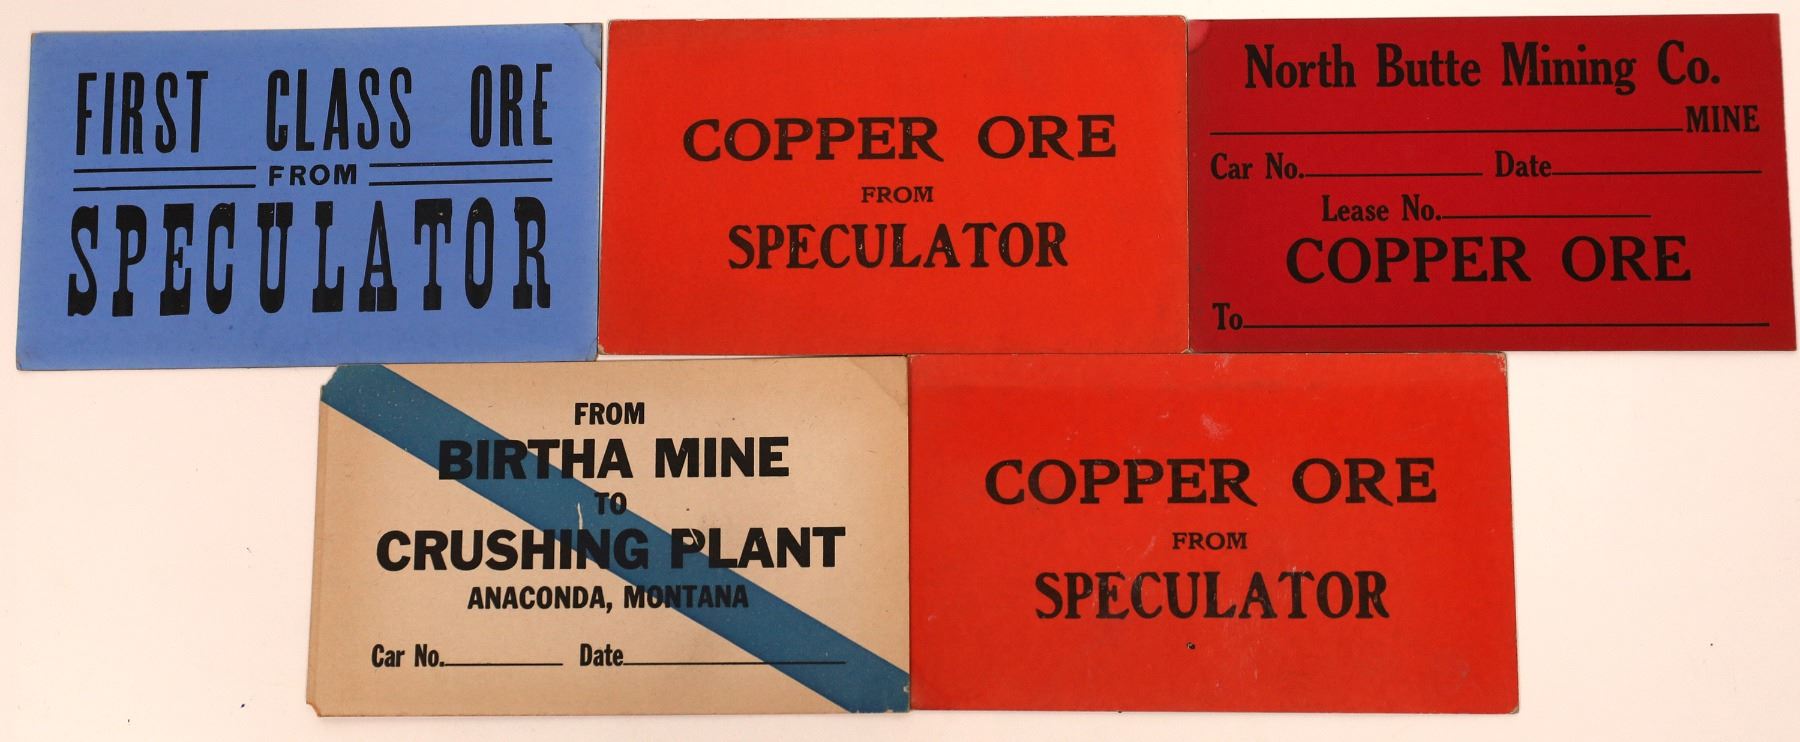 FIRST CLASS ORE
FROM
SPECULATOR
COPPER ORE
FROM
SPECULATOR
North Butte Mining Co.
MINE
Car No. Date
Lease No.
COPPER ORE
To
FROM
BIRTHA MINE
TO
CRUSHING PLANT
ANACONDA, MONTANA
Car No. Date
COPPER ORE
FROM
SPECULATOR